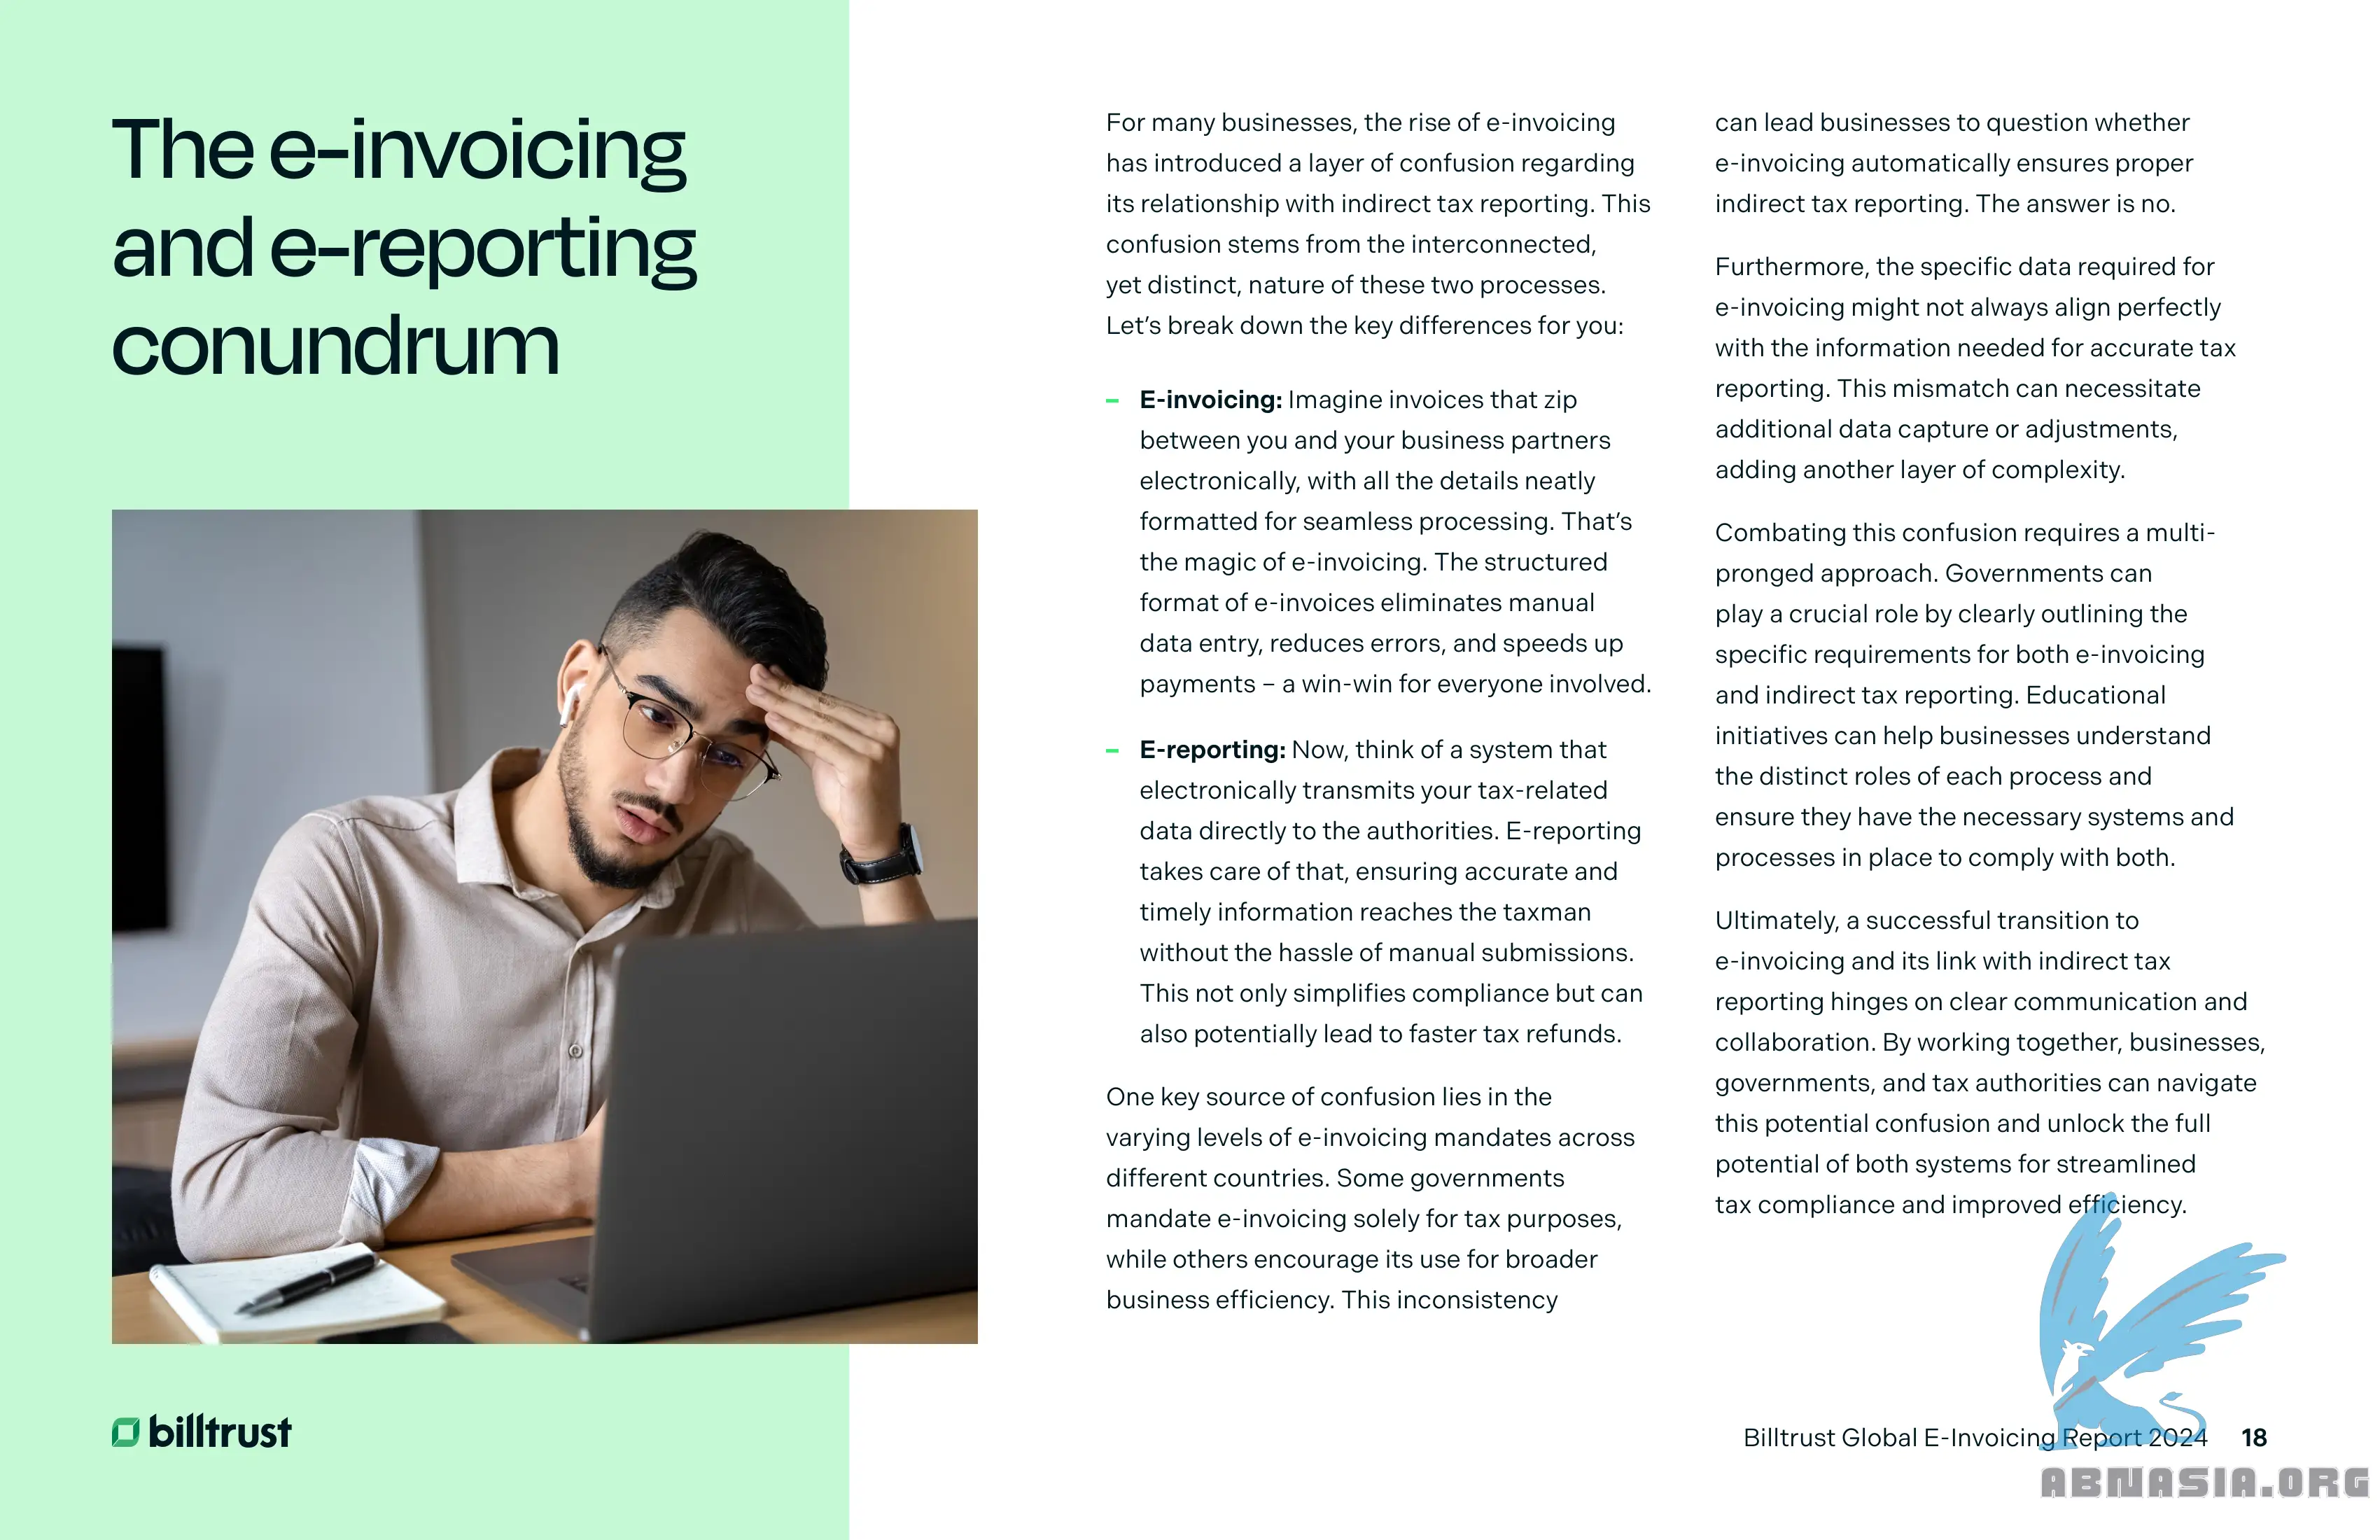 The e-invoicing
and e-reporting
conundrum
For many businesses, the rise of e-invoicing
has introduced a layer of confusion regarding
its relationship with indirect tax reporting. This
confusion stems from the interconnected,
yet distinct, nature of these two processes.
Let’s break down the key differences for you:
– E-invoicing: Imagine invoices that zip
between you and your business partners
electronically, with all the details neatly
formatted for seamless processing. That’s
the magic of e-invoicing. The structured
format of e-invoices eliminates manual
data entry, reduces errors, and speeds up
payments – a win-win for everyone involved.
– E-reporting: Now, think of a system that
electronically transmits your tax-related
data directly to the authorities. E-reporting
takes care of that, ensuring accurate and
timely information reaches the taxman
without the hassle of manual submissions.
This not only simplifies compliance but can
also potentially lead to faster tax refunds.
One key source of confusion lies in the
varying levels of e-invoicing mandates across
different countries. Some governments
mandate e-invoicing solely for tax purposes,
while others encourage its use for broader
business efficiency. This inconsistency
can lead businesses to question whether
e-invoicing automatically ensures proper
indirect tax reporting. The answer is no.
Furthermore, the specific data required for
e-invoicing might not always align perfectly
with the information needed for accurate tax
reporting. This mismatch can necessitate
additional data capture or adjustments,
adding another layer of complexity.
Combating this confusion requires a multi-
pronged approach. Governments can
play a crucial role by clearly outlining the
specific requirements for both e-invoicing
and indirect tax reporting. Educational
initiatives can help businesses understand
the distinct roles of each process and
ensure they have the necessary systems and
processes in place to comply with both.
Ultimately, a successful transition to
e-invoicing and its link with indirect tax
reporting hinges on clear communication and
collaboration. By working together, businesses,
governments, and tax authorities can navigate
this potential confusion and unlock the full
potential of both systems for streamlined
tax compliance and improved efficiency.
billtrust
Billtrust Global E-Invoicing Report 2024 18
ABNASIA.ORG